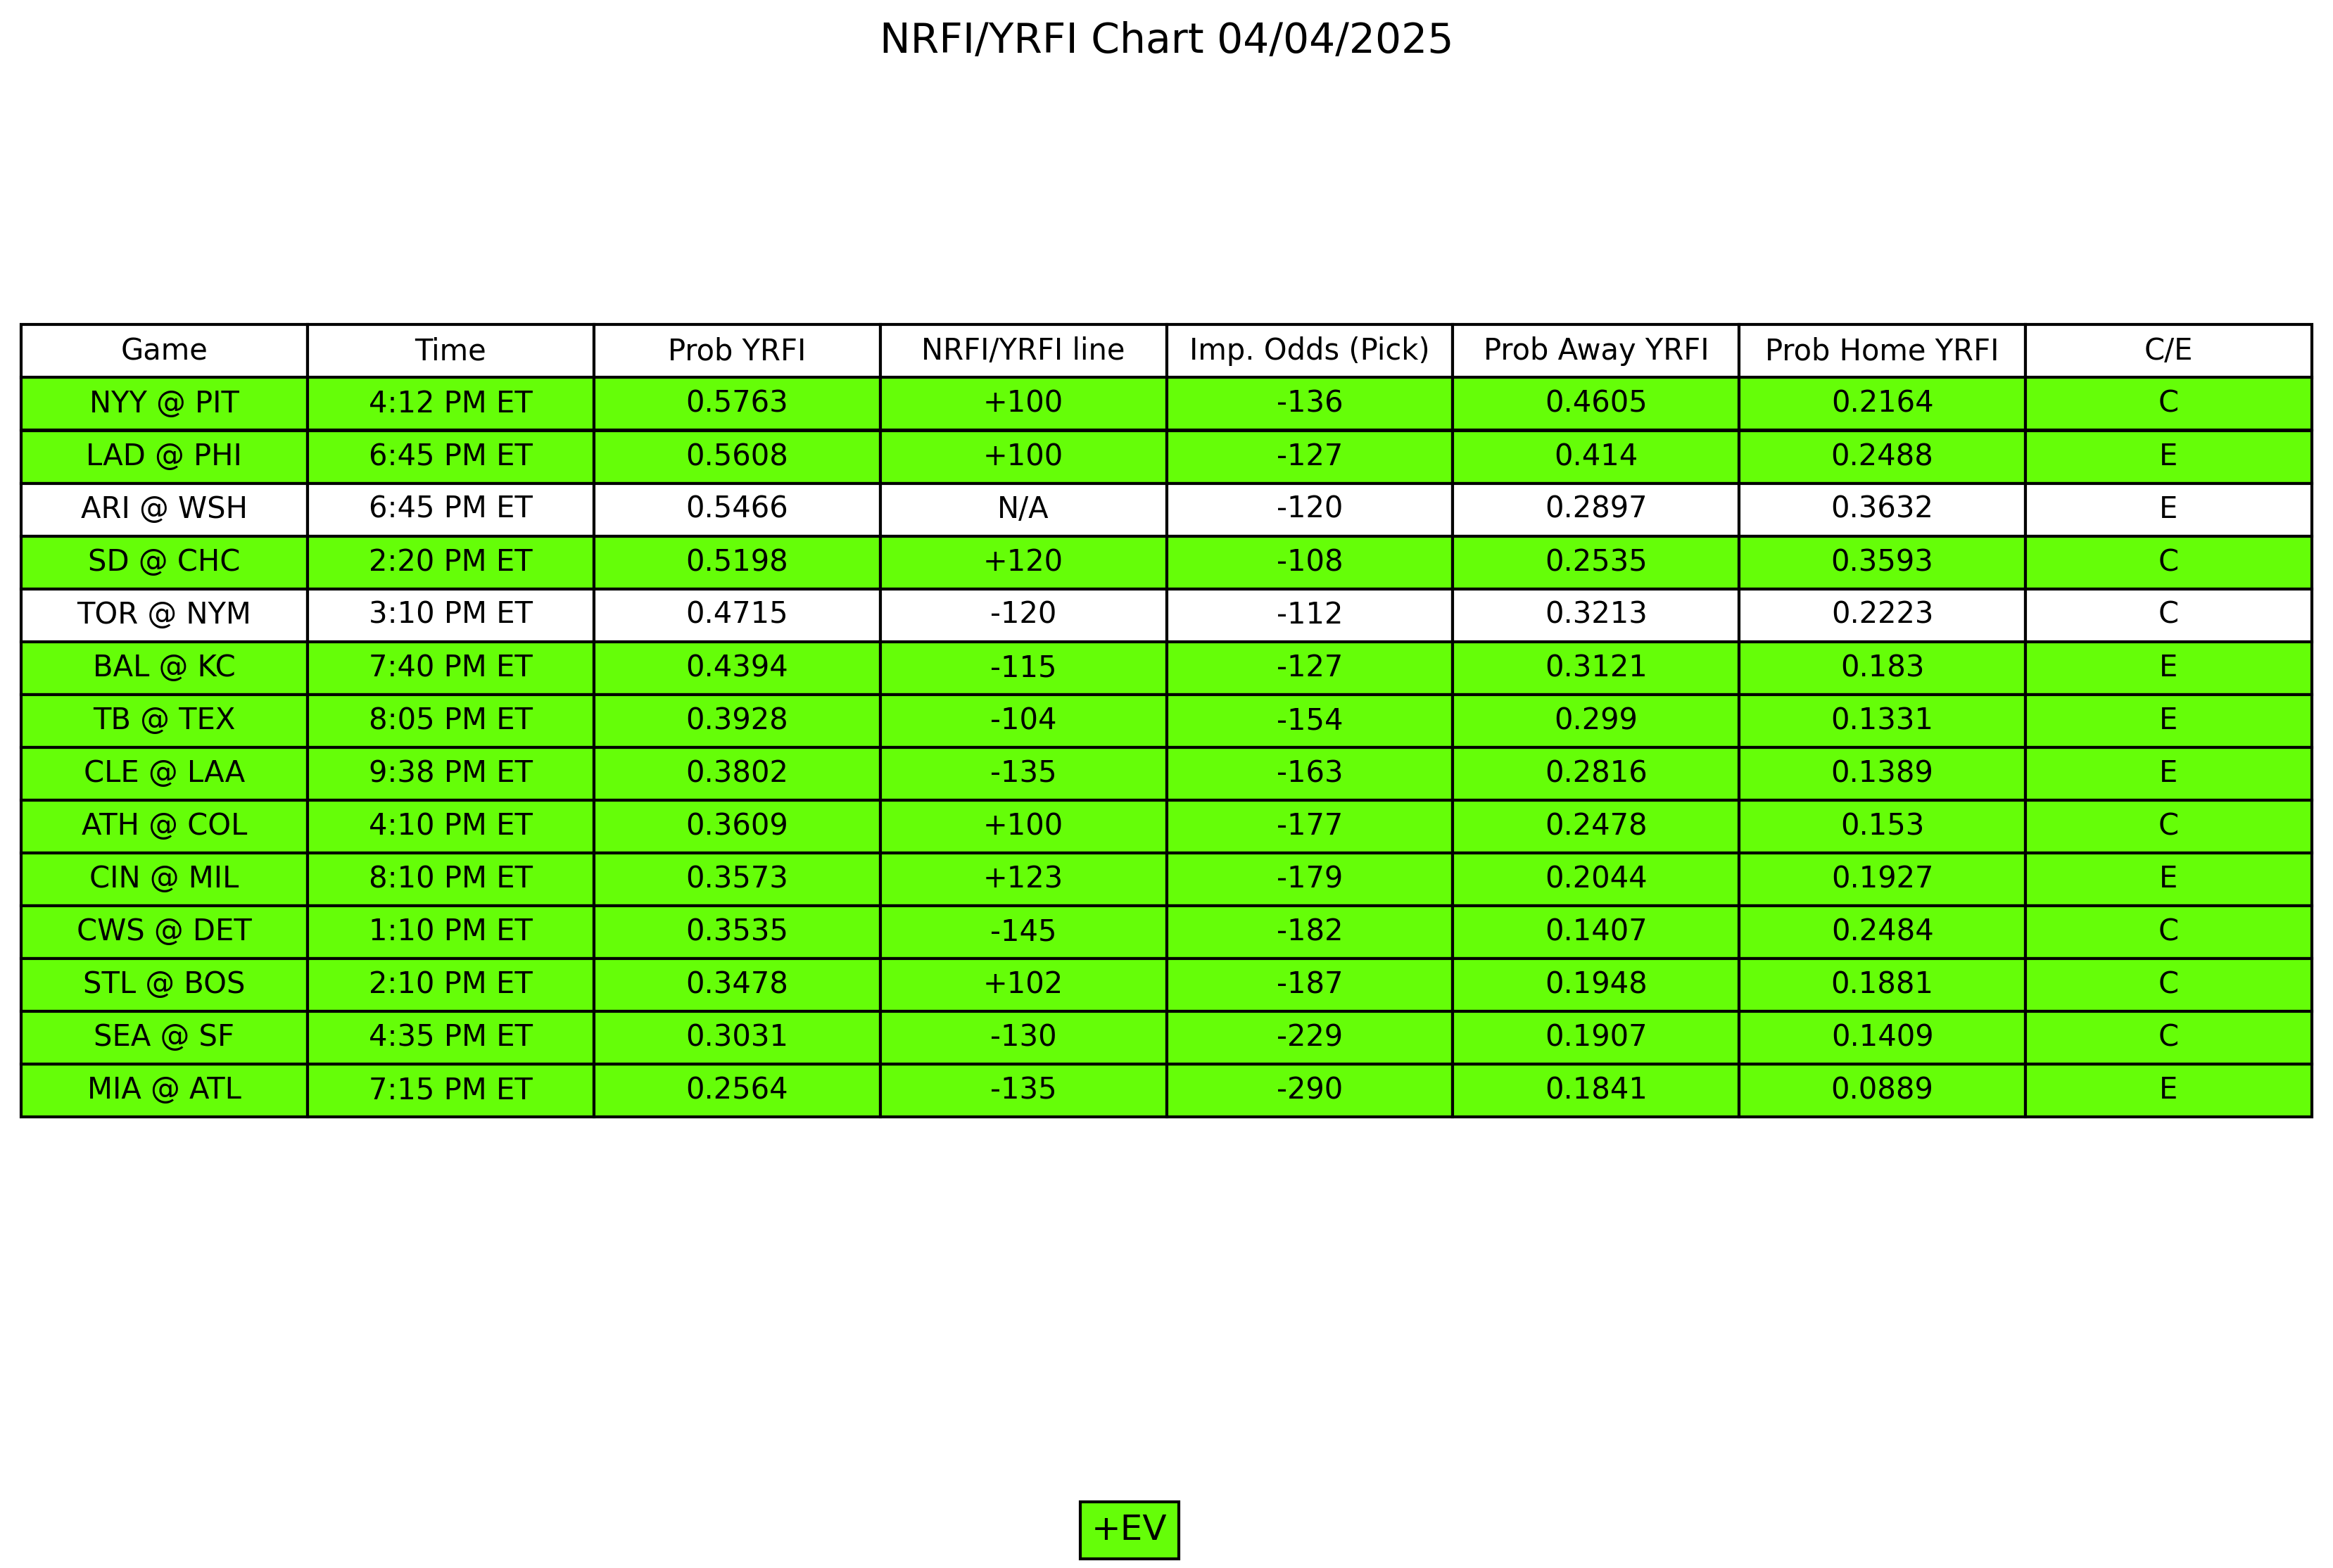 NRFI/YRFI Chart 04/04/2025
Game Time Prob YRFI NRFI/YRFI line Imp. Odds (Pick) Prob Away YRFI Prob Home YRFI C/E
NYY @ PIT 4:12 PM ET 0.5763 +100 -136 0.4605 0.2164 C
LAD @ PHI 6:45 PM ET 0.5608 +100 -127 0.414 0.2488 E
ARI @ WSH 6:45 PM ET 0.5466 N/A -120 0.2897 0.3632 E
SD @ CHC 2:20 PM ET 0.5198 +120 -108 0.2535 0.3593 C
TOR @ NYM 3:10 PM ET 0.4715 -120 -112 0.3213 0.2223 C
BAL @ KC 7:40 PM ET 0.4394 -115 -127 0.3121 0.183 E
TB @ TEX 8:05 PM ET 0.3928 -104 -154 0.299 0.1331 E
CLE @ LAA 9:38 PM ET 0.3802 -135 -163 0.2816 0.1389 E
ATH @ COL 4:10 PM ET 0.3609 +100 -177 0.2478 0.153 C
CIN @ MIL 8:10 PM ET 0.3573 +123 -179 0.2044 0.1927 E
CWS @ DET 1:10 PM ET 0.3535 -145 -182 0.1407 0.2484 C
STL @ BOS 2:10 PM ET 0.3478 +102 -187 0.1948 0.1881 C
SEA @ SF 4:35 PM ET 0.3031 -130 -229 0.1907 0.1409 C
MIA @ ATL 7:15 PM ET 0.2564 -135 -290 0.1841 0.0889 E
+EV